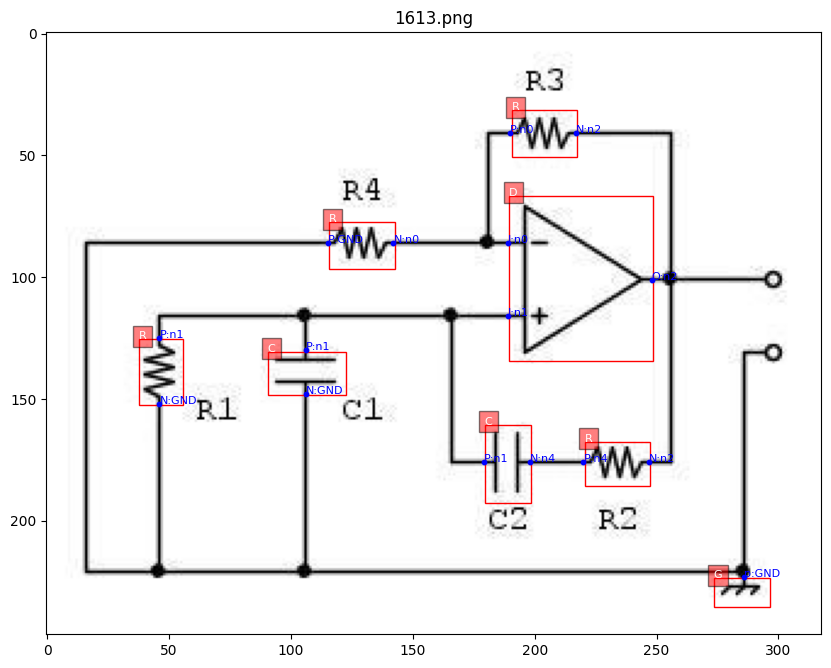 1613.png
0
50
100
150
200
0
50
100
150
200
250
300
R3
R
P:n0
N:n2
R4
R
P:GND
N:n0
D
I:n0
−
O:n2
I:n1
+
R
P:n1
N:GND
R1
C
P:n1
N:GND
C1
C
P:n1
N:n4
C2
R
P:n4
N:n2
R2
G
:GND